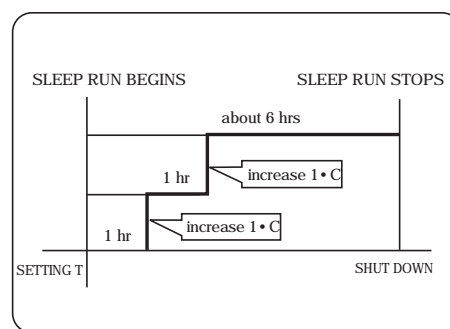 SLEEP RUN BEGINS
SLEEP RUN STOPS
about 6 hrs
1 hr
increase 1• C
1 hr
increase 1• C
SETTING T
SHUT DOWN